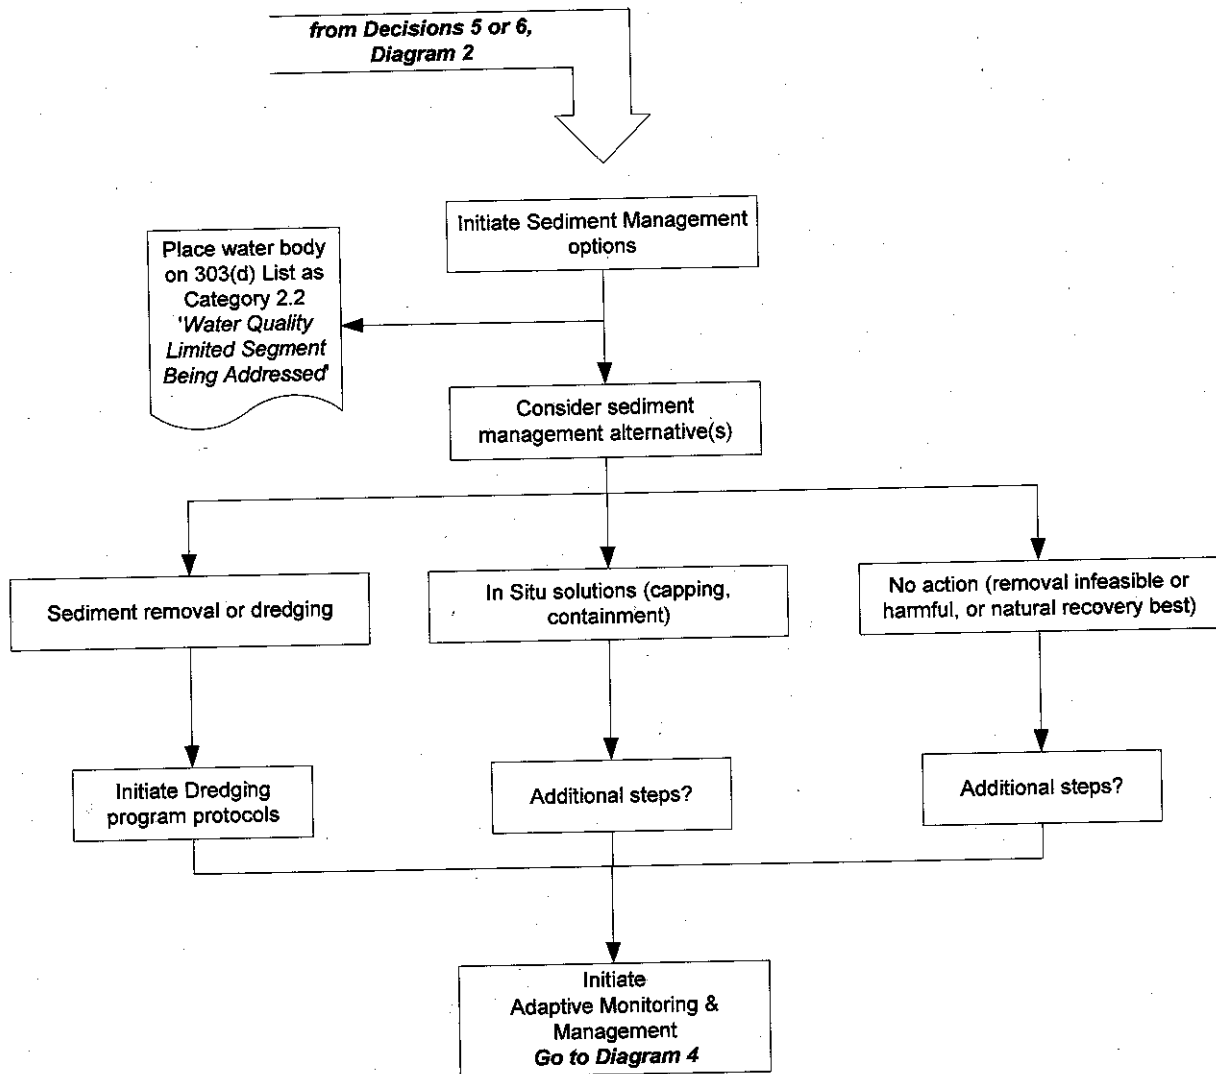 from Decisions 5 or 6,
Diagram 2
Initiate Sediment Management
options
Place water body
on 303(d) List as
Category 2.2
'Water Quality
Limited Segment
Being Addressed'
Consider sediment
management alternative(s)
Sediment removal or dredging
In Situ solutions (capping,
containment)
No action (removal infeasible or
harmful, or natural recovery best)
Initiate Dredging
program protocols
Additional steps?
Additional steps?
Initiate
Adaptive Monitoring &
Management
Go to Diagram 4